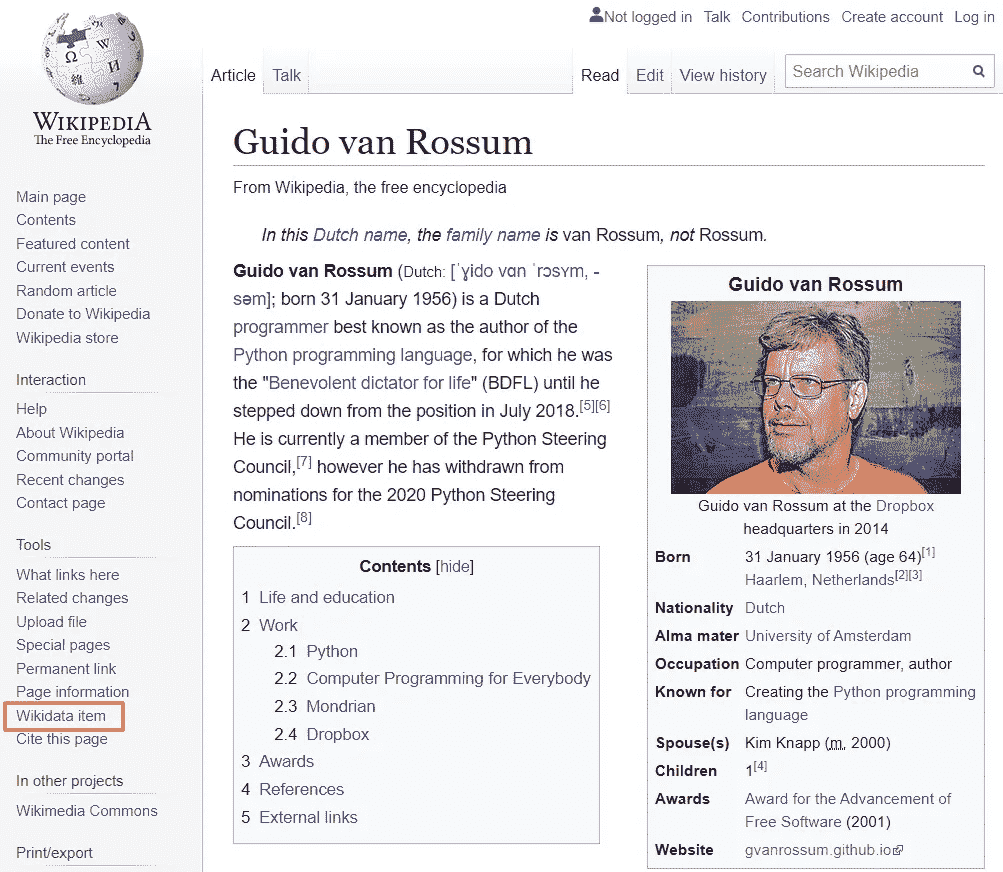 Not logged in Talk Contributions Create account Log in
Article Talk Read Edit View history Search Wikipedia
Ω W И 維 7
WIKIPEDIA
The Free Encyclopedia
Main page
Contents
Featured content
Current events
Random article
Donate to Wikipedia
Wikipedia store
Interaction
Help
About Wikipedia
Community portal
Recent changes
Contact page
Tools
What links here
Related changes
Upload file
Special pages
Permanent link
Page information
Wikidata item
Cite this page
In other projects
Wikimedia Commons
Print/export
Guido van Rossum
From Wikipedia, the free encyclopedia
In this Dutch name, the family name is van Rossum, not Rossum.
Guido van Rossum (Dutch: [ˈɣido vɑn ˈrɔsʏm, -
səm]; born 31 January 1956) is a Dutch
programmer best known as the author of the
Python programming language, for which he was
the "Benevolent dictator for life" (BDFL) until he
stepped down from the position in July 2018.[5][6]
He is currently a member of the Python Steering
Council,[7] however he has withdrawn from
nominations for the 2020 Python Steering
Council.[8]
Contents [hide]
1 Life and education
2 Work
2.1 Python
2.2 Computer Programming for Everybody
2.3 Mondrian
2.4 Dropbox
3 Awards
4 References
5 External links
Guido van Rossum
Guido van Rossum at the Dropbox
headquarters in 2014
Born 31 January 1956 (age 64)[1]
Haarlem, Netherlands[2][3]
Nationality Dutch
Alma mater University of Amsterdam
Occupation Computer programmer, author
Known for Creating the Python programming
language
Spouse(s) Kim Knapp (m. 2000)
Children 1[4]
Awards Award for the Advancement of
Free Software (2001)
Website gvanrossum.github.io